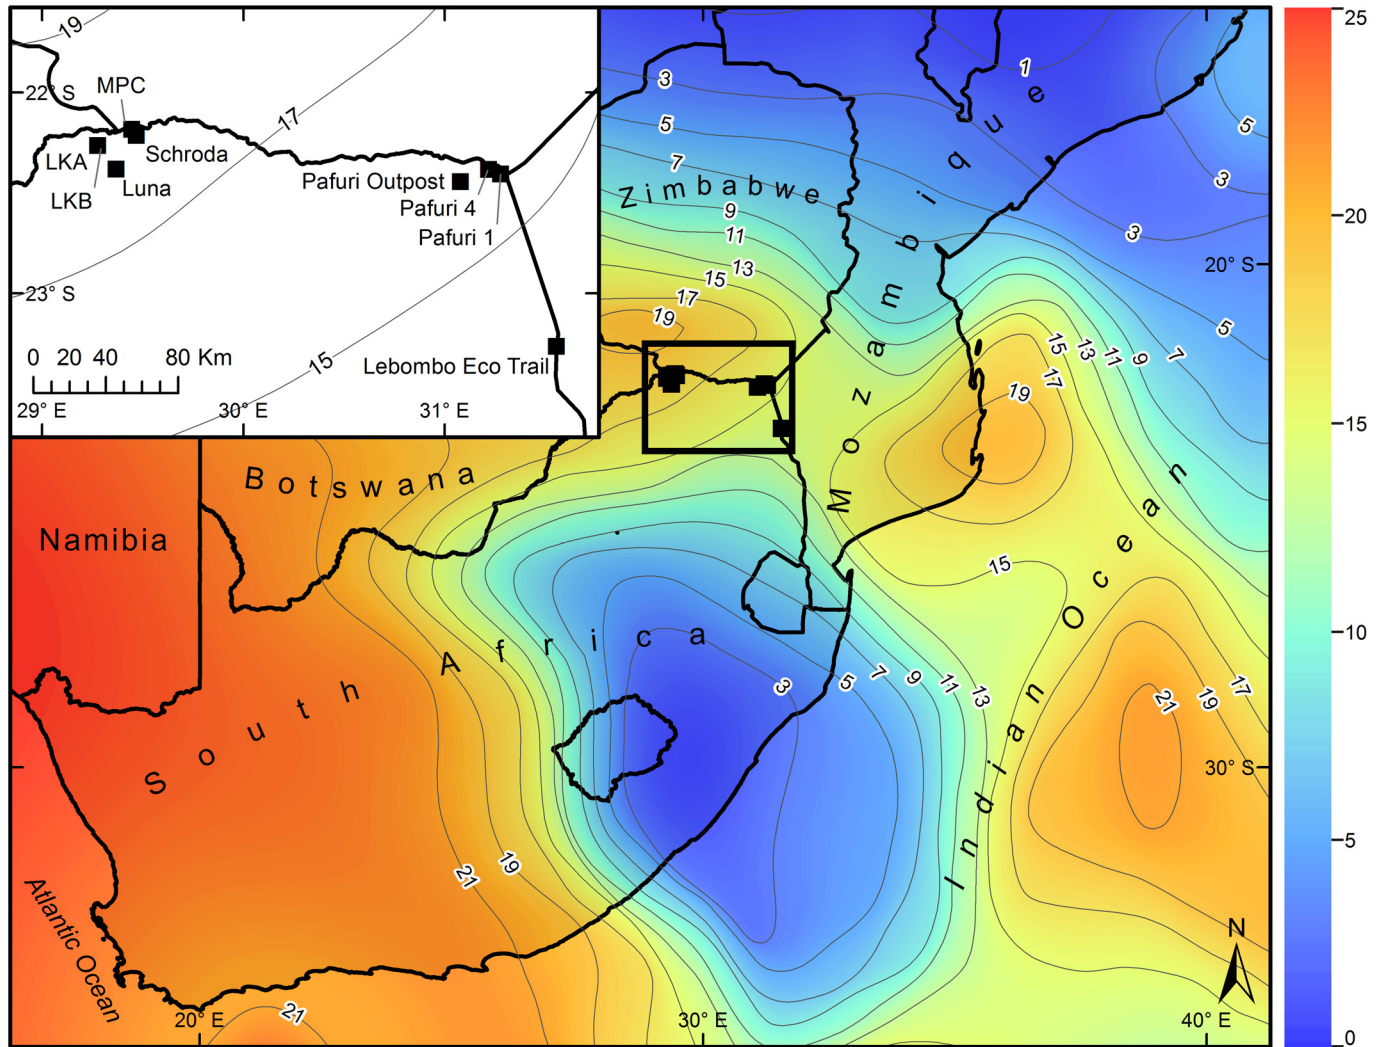 19
22° S
MPC
17
LKA
Schroda
LKB
Luna
Pafuri Outpost
Pafuri 4
Pafuri 1
23° S
0 20 40 80 Km
15
Lebombo Eco Trail
29° E
30° E
31° E
1
3
5
7
Zimbabwe
9
11
13
15
17
19
Mozambique
5
3
3
5
7
9
11
13
15
17
19
20° S
Botswana
Namibia
South Africa
15
Indian Ocean
3
5
7
9
11
13
21
19
17
30° S
19
21
Atlantic Ocean
21
20° E
30° E
40° E
N
25
20
15
10
5
0